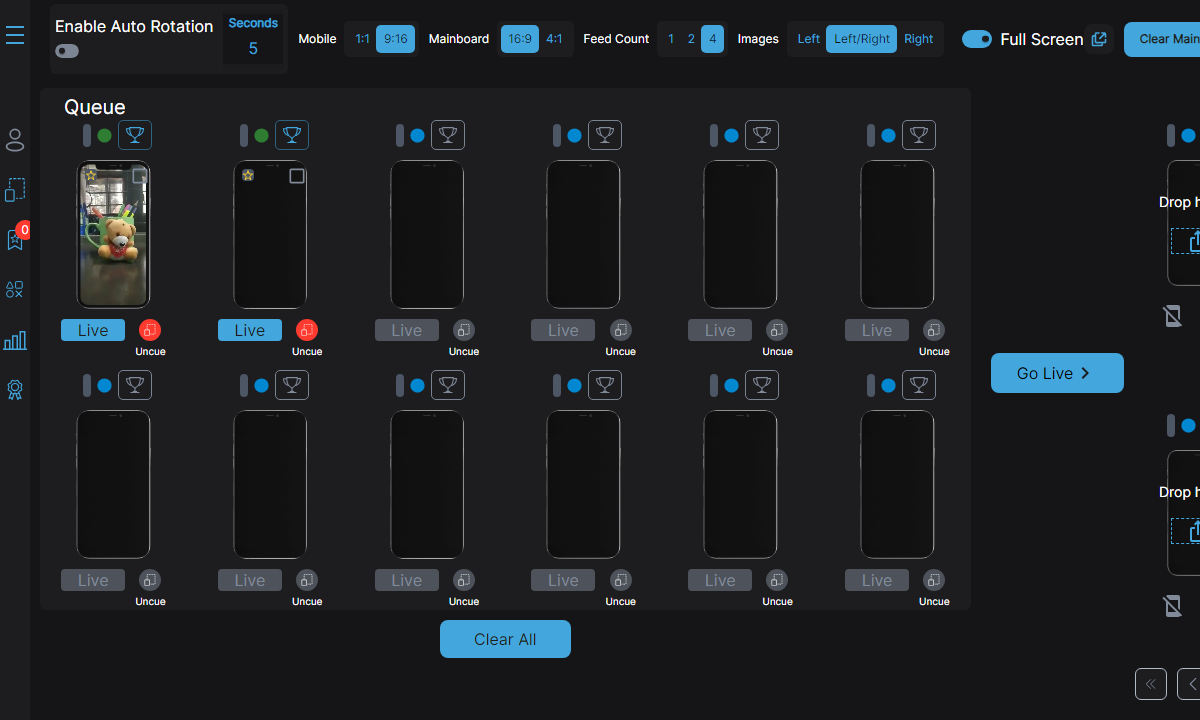 Enable Auto Rotation
Seconds
5
Mobile 1:1 9:16 Mainboard 16:9 4:1 Feed Count 1 2 4 Images Left Left/Right Right Full Screen Clear Main
0
Queue
Drop h
Live Live Live Live Live Live
Uncue Uncue Uncue Uncue Uncue Uncue
Go Live
Drop h
Live Live Live Live Live Live
Uncue Uncue Uncue Uncue Uncue Uncue
Clear All